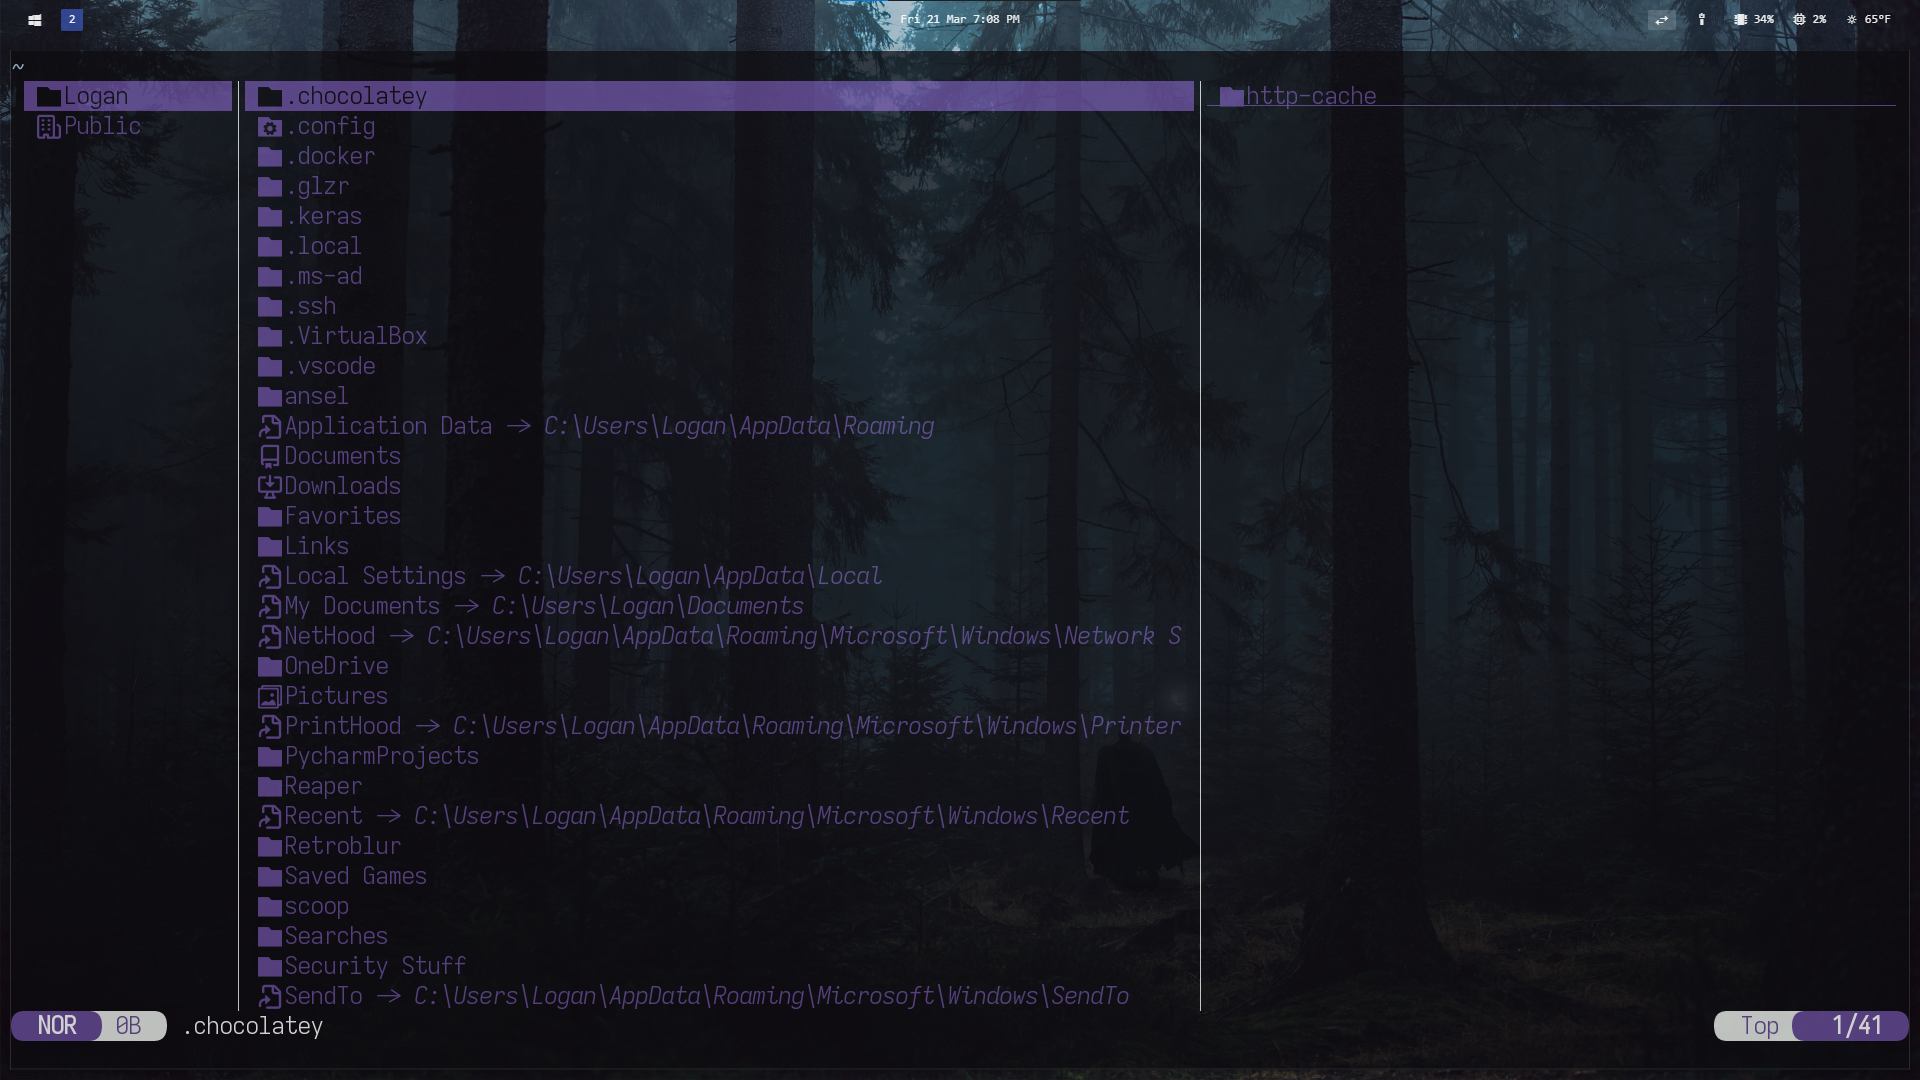 2
Fri 21 Mar 7:08 PM
34% 2% 65°F
~
Logan
Public
.chocolatey
.config
.docker
.glzr
.keras
.local
.ms-ad
.ssh
.VirtualBox
.vscode
ansel
Application Data -> C:\Users\Logan\AppData\Roaming
Documents
Downloads
Favorites
Links
Local Settings -> C:\Users\Logan\AppData\Local
My Documents -> C:\Users\Logan\Documents
NetHood -> C:\Users\Logan\AppData\Roaming\Microsoft\Windows\Network S
OneDrive
Pictures
PrintHood -> C:\Users\Logan\AppData\Roaming\Microsoft\Windows\Printer
PycharmProjects
Reaper
Recent -> C:\Users\Logan\AppData\Roaming\Microsoft\Windows\Recent
Retroblur
Saved Games
scoop
Searches
Security Stuff
SendTo -> C:\Users\Logan\AppData\Roaming\Microsoft\Windows\SendTo
http-cache
NOR 0B .chocolatey
Top 1/41